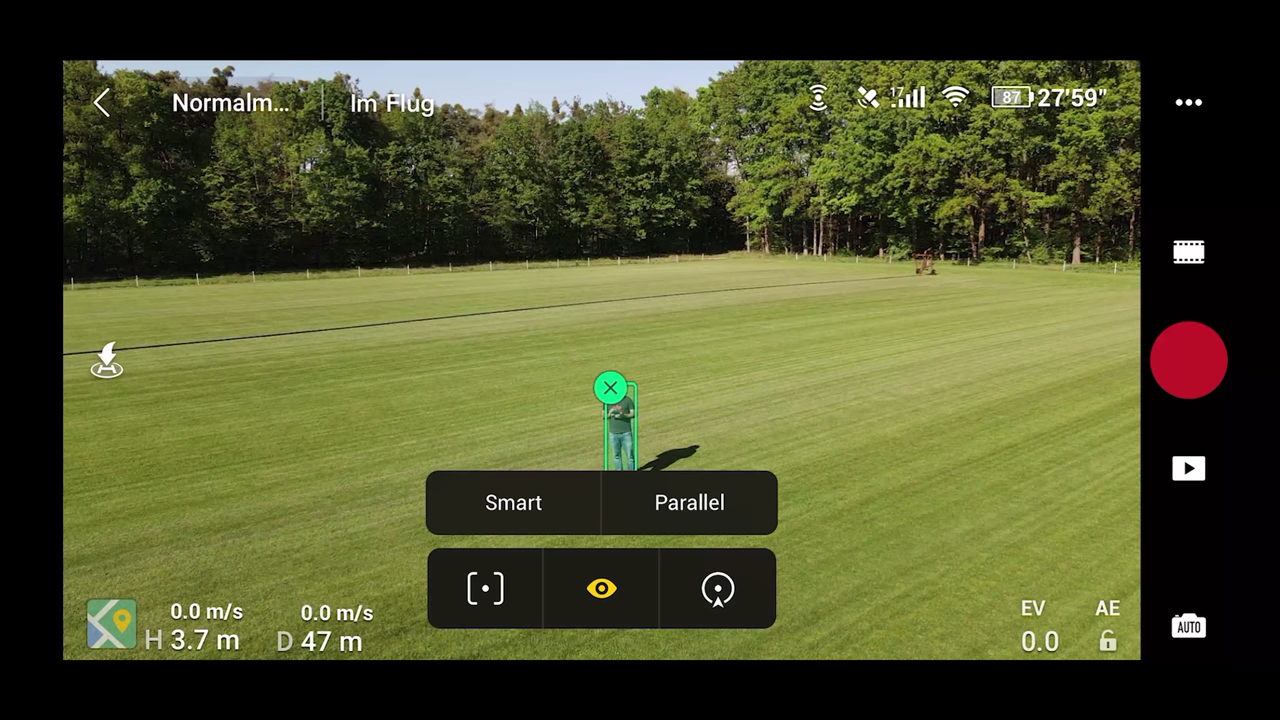 Normalm...
Im Flug
17
87
27'59"
Smart
Parallel
0.0 m/s
0.0 m/s
H 3.7 m
D 47 m
EV
AE
0.0
AUTO